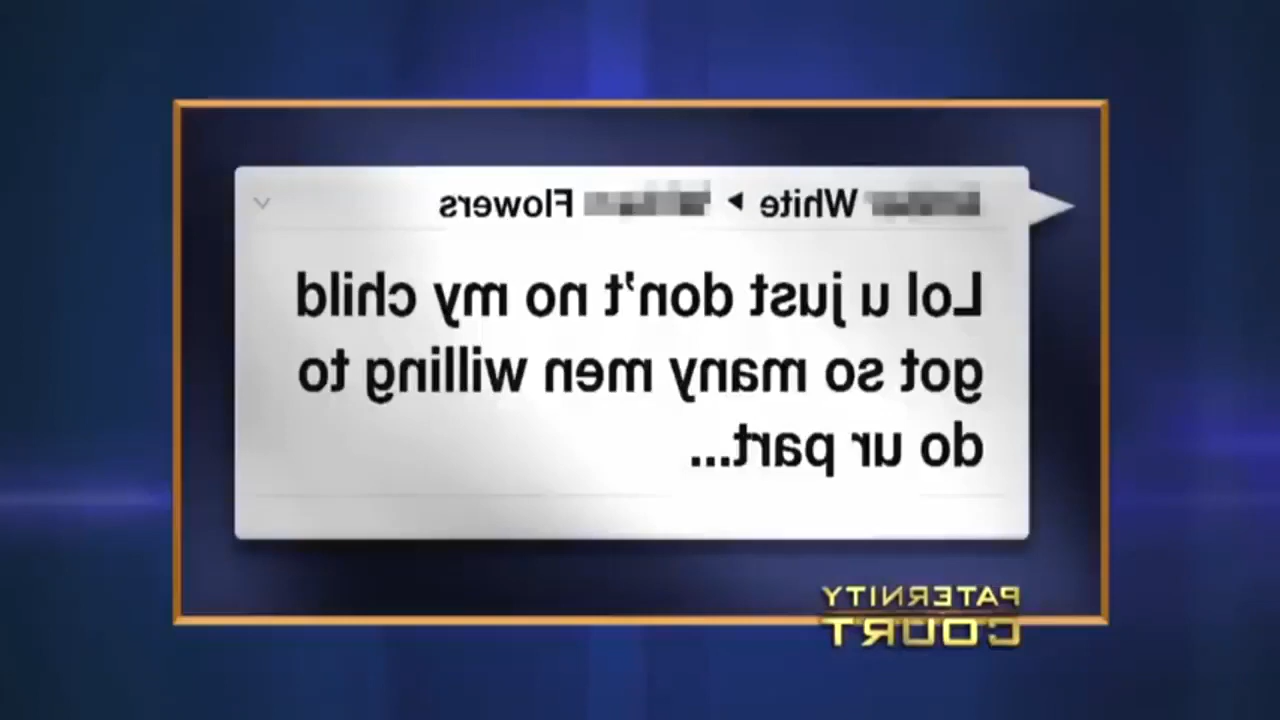 White ▸ Flowers
Lol u just don't no my child
got so many men willing to
do ur part...
PATERNITY
COURT